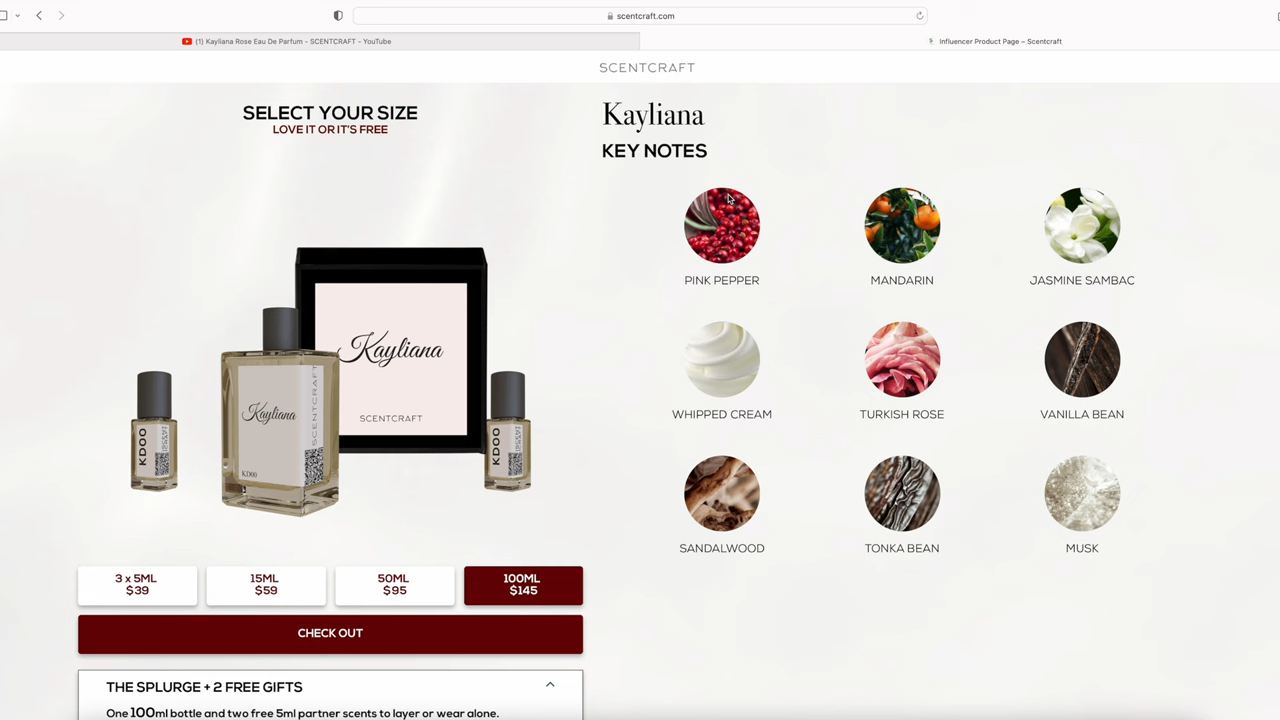 scentcraft.com
(1) Kayliana Rose Eau De Parfum - SCENTCRAFT - YouTube
Influencer Product Page – Scentcraft
SCENTCRAFT
SELECT YOUR SIZE
LOVE IT OR IT'S FREE
Kayliana
KEY NOTES
PINK PEPPER
MANDARIN
JASMINE SAMBAC
WHIPPED CREAM
TURKISH ROSE
VANILLA BEAN
SANDALWOOD
TONKA BEAN
MUSK
Kayliana
SCENTCRAFT
Kayliana
SCENTCRAFT
KD00
KD00
KD00
3 x 5ML
$39
15ML
$59
50ML
$95
100ML
$145
CHECK OUT
THE SPLURGE + 2 FREE GIFTS
One 100ml bottle and two free 5ml partner scents to layer or wear alone.